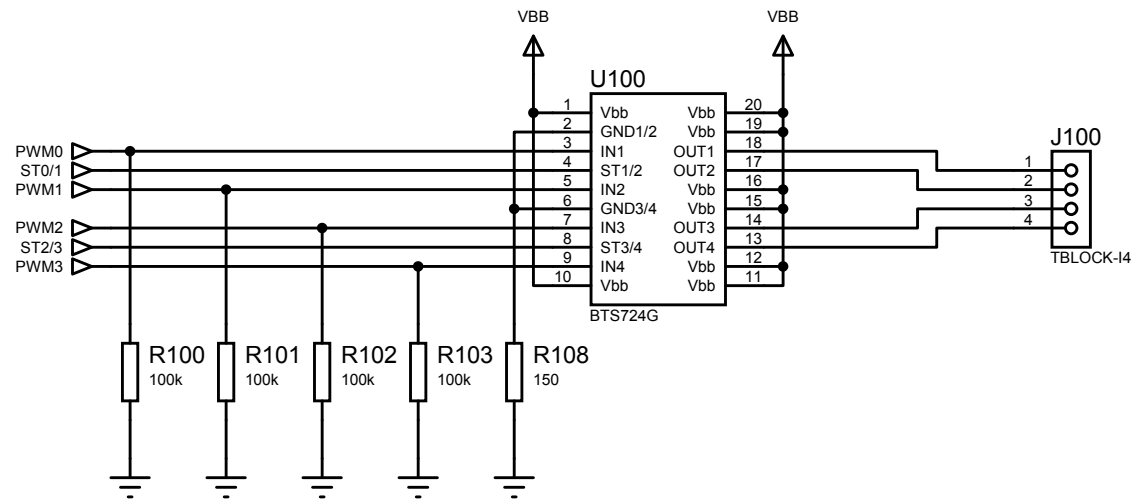 VBB VBB
U100
1 Vbb Vbb 20
2 GND1/2 Vbb 19
PWM0 3 IN1 OUT1 18
ST0/1 4 ST1/2 OUT2 17
PWM1 5 IN2 Vbb 16
6 GND3/4 Vbb 15
PWM2 7 IN3 OUT3 14
ST2/3 8 ST3/4 OUT4 13
PWM3 9 IN4 Vbb 12
10 Vbb Vbb 11
BTS724G
J100
1
2
3
4
TBLOCK-I4
R100 R101 R102 R103 R108
100k 100k 100k 100k 150